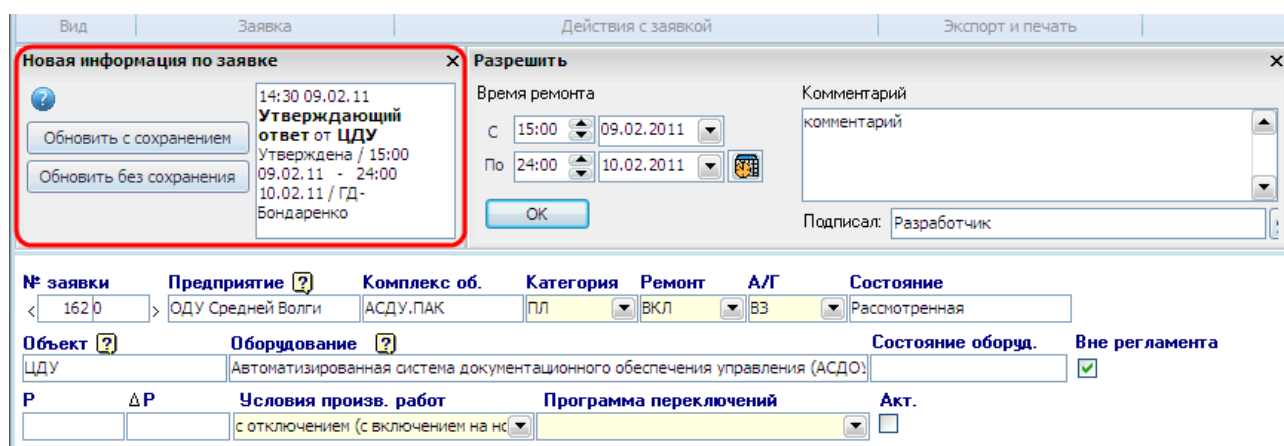 Вид Заявка Действия с заявкой Экспорт и печать
Новая информация по заявке
14:30 09.02.11
Утверждающий
ответ от ЦДУ
Утверждена / 15:00
09.02.11 - 24:00
10.02.11 / ГД-
Бондаренко
Обновить с сохранением
Обновить без сохранения
Разрешить
Время ремонта
С 15:00 09.02.2011
По 24:00 10.02.2011
OK
Комментарий
комментарий
Подписал: Разработчик
№ заявки Предприятие ? Комплекс об. Категория Ремонт А/Г Состояние
< 1620 > ОДУ Средней Волги АСДУ.ПАК ПЛ ВКЛ ВЗ Рассмотренная
Объект ? Оборудование ? Состояние оборуд. Вне регламента
ЦДУ Автоматизированная система документационного обеспечения управления (АСДОУ
P Δ P Условия произв. работ Программа переключений Акт.
с отключением (с включением на но